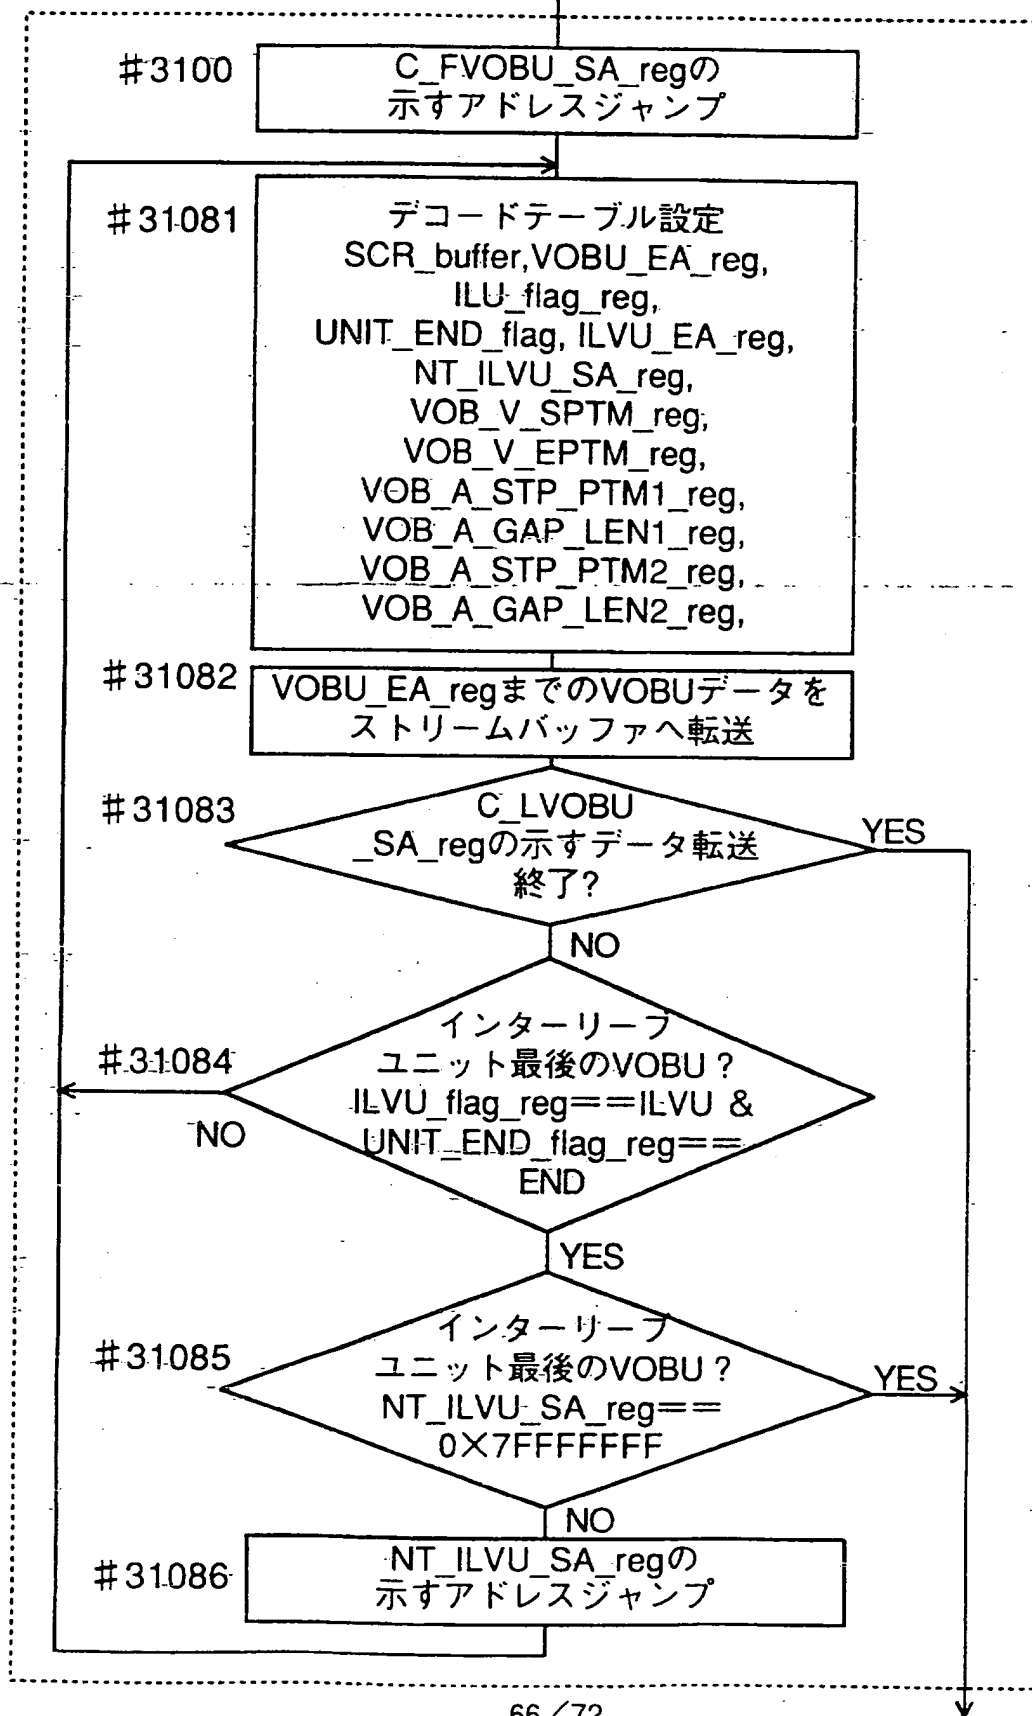 #3100
C_FVOBU_SA_regの
示すアドレスジャンプ
#31081
デコードテーブル設定
SCR_buffer,VOBU_EA_reg,
ILU_flag_reg,
UNIT_END_flag, ILVU_EA_reg,
NT_ILVU_SA_reg,
VOB_V_SPTM_reg,
VOB_V_EPTM_reg,
VOB_A_STP_PTM1_reg,
VOB_A_GAP_LEN1_reg,
VOB_A_STP_PTM2_reg,
VOB_A_GAP_LEN2_reg,
#31082
VOBU_EA_regまでのVOBUデータを
ストリームバッファへ転送
#31083
C_LVOBU
_SA_regの示すデータ転送
終了?
YES
NO
#31084
インターリーブ
ユニット最後のVOBU?
ILVU_flag_reg==ILVU &
UNIT_END_flag_reg==
END
NO
YES
#31085
インターリーブ
ユニット最後のVOBU?
NT_ILVU_SA_reg==
0×7FFFFFFF
YES
NO
#31086
NT_ILVU_SA_regの
示すアドレスジャンプ
66/72